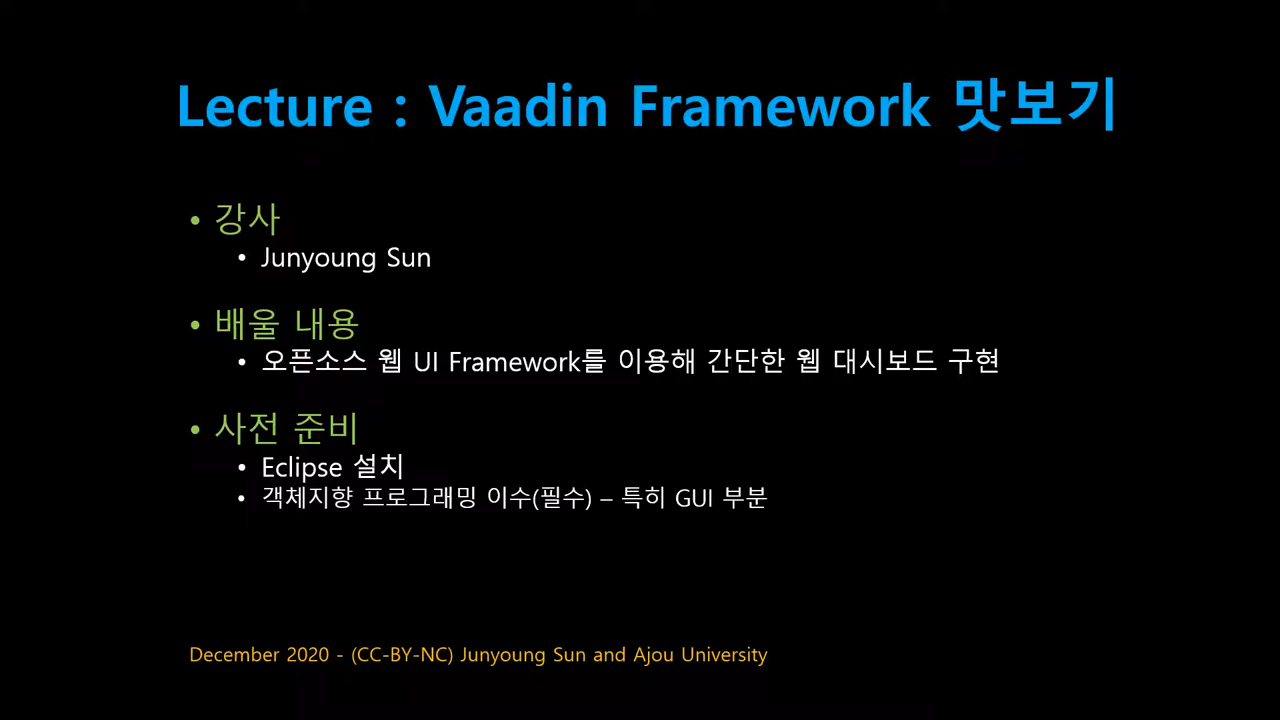 Lecture : Vaadin Framework 맛보기
• 강사
• Junyoung Sun
• 배울 내용
• 오픈소스 웹 UI Framework를 이용해 간단한 웹 대시보드 구현
• 사전 준비
• Eclipse 설치
• 객체지향 프로그래밍 이수(필수) – 특히 GUI 부분
December 2020 - (CC-BY-NC) Junyoung Sun and Ajou University